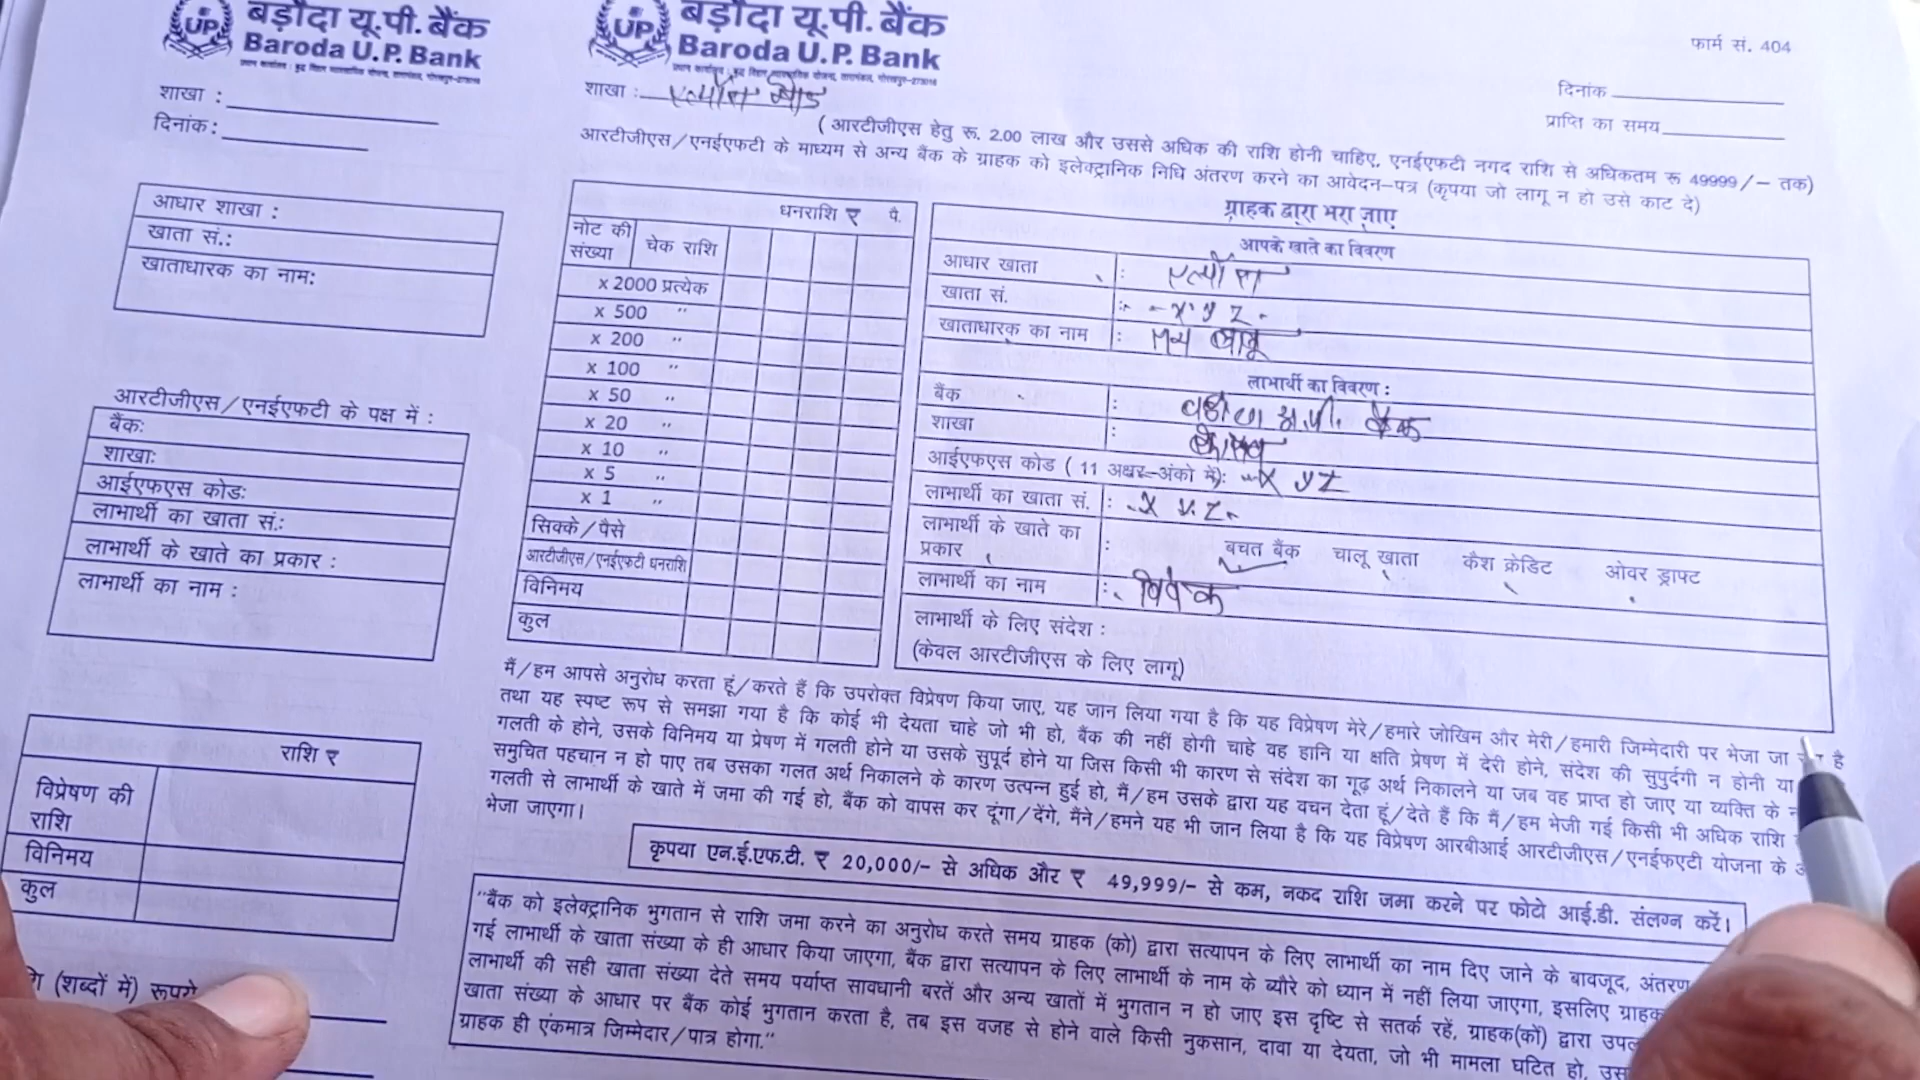 बड़ौदा यू.पी. बैंक
Baroda U.P. Bank
शाखा :
दिनांक:
आधार शाखा :
खाता सं.:
खाताधारक का नाम:
आरटीजीएस/एनईएफटी के पक्ष में :
बैंक:
शाखा:
आईएफएस कोड:
लाभार्थी का खाता सं.:
लाभार्थी के खाते का प्रकार :
लाभार्थी का नाम :
राशि ₹
विप्रेषण की
राशि
विनिमय
कुल
(शब्दों में) रूपये
बड़ौदा यू.पी. बैंक
Baroda U.P. Bank
फार्म सं. 404
शाखा :
दिनांक
प्राप्ति का समय
( आरटीजीएस हेतु रू. 2.00 लाख और उससे अधिक की राशि होनी चाहिए, एनईएफटी नगद राशि से अधिकतम रू 49999/– तक)
आरटीजीएस/एनईएफटी के माध्यम से अन्य बैंक के ग्राहक को इलेक्ट्रानिक निधि अंतरण करने का आवेदन–पत्र (कृपया जो लागू न हो उसे काट दे)
धनराशि ₹ पै.
नोट की संख्या चेक राशि
x 2000 प्रत्येक
x 500 "
x 200 "
x 100 "
x 50 "
x 20 "
x 10 "
x 5 "
x 1 "
सिक्के/पैसे
आरटीजीएस/एनईएफटी धनराशि
विनिमय
कुल
ग्राहक द्वारा भरा जाए
आपके खाते का विवरण
आधार खाता :
खाता सं. : - x y z -
खाताधारक का नाम :
लाभार्थी का विवरण :
बैंक : बड़ौदा यू.पी. बैंक
शाखा :
आईएफएस कोड ( 11 अक्षर–अंको में): x y z
लाभार्थी का खाता सं. : - x y. z -
लाभार्थी के खाते का
प्रकार : बचत बैंक चालू खाता कैश क्रेडिट ओवर ड्राफ्ट
लाभार्थी का नाम : विवेक
लाभार्थी के लिए संदेश :
(केवल आरटीजीएस के लिए लागू)
मैं/हम आपसे अनुरोध करता हूं/करते हैं कि उपरोक्त विप्रेषण किया जाए, यह जान लिया गया है कि यह विप्रेषण मेरे/हमारे जोखिम और मेरी/हमारी जिम्मेदारी पर भेजा जा है
तथा यह स्पष्ट रूप से समझा गया है कि कोई भी देयता चाहे जो भी हो, बैंक की नहीं होगी चाहे वह हानि या क्षति प्रेषण में देरी होने, संदेश की सुपुर्दगी न होनी या
गलती के होने, उसके विनिमय या प्रेषण में गलती होने या उसके सुपूर्द होने या जिस किसी भी कारण से संदेश का गूढ़ अर्थ निकालने या जब वह प्राप्त हो जाए या व्यक्ति के
समुचित पहचान न हो पाए तब उसका गलत अर्थ निकालने के कारण उत्पन्न हुई हो, मैं/हम उसके द्वारा यह वचन देता हूं/देते हैं कि मैं/हम भेजी गई किसी भी अधिक राशि
गलती से लाभार्थी के खाते में जमा की गई हो, बैंक को वापस कर दूंगा/देंगे, मैंने/हमने यह भी जान लिया है कि यह विप्रेषण आरबीआई आरटीजीएस/एनईफएटी योजना के
भेजा जाएगा।
कृपया एन.ई.एफ.टी. ₹ 20,000/- से अधिक और ₹ 49,999/- से कम, नकद राशि जमा करने पर फोटो आई.डी. संलग्न करें।
"बैंक को इलेक्ट्रानिक भुगतान से राशि जमा करने का अनुरोध करते समय ग्राहक (को) द्वारा सत्यापन के लिए लाभार्थी का नाम दिए जाने के बावजूद, अंतरण
गई लाभार्थी के खाता संख्या के ही आधार किया जाएगा, बैंक द्वारा सत्यापन के लिए लाभार्थी के नाम के ब्यौरे को ध्यान में नहीं लिया जाएगा, इसलिए ग्राहक
लाभार्थी की सही खाता संख्या देते समय पर्याप्त सावधानी बरतें और अन्य खातों में भुगतान न हो जाए इस दृष्टि से सतर्क रहें, ग्राहक(कों) द्वारा
खाता संख्या के आधार पर बैंक कोई भुगतान करता है, तब इस वजह से होने वाले किसी नुकसान, दावा या देयता, जो भी मामला घटित हो,
ग्राहक ही एकमात्र जिम्मेदार/पात्र होगा."